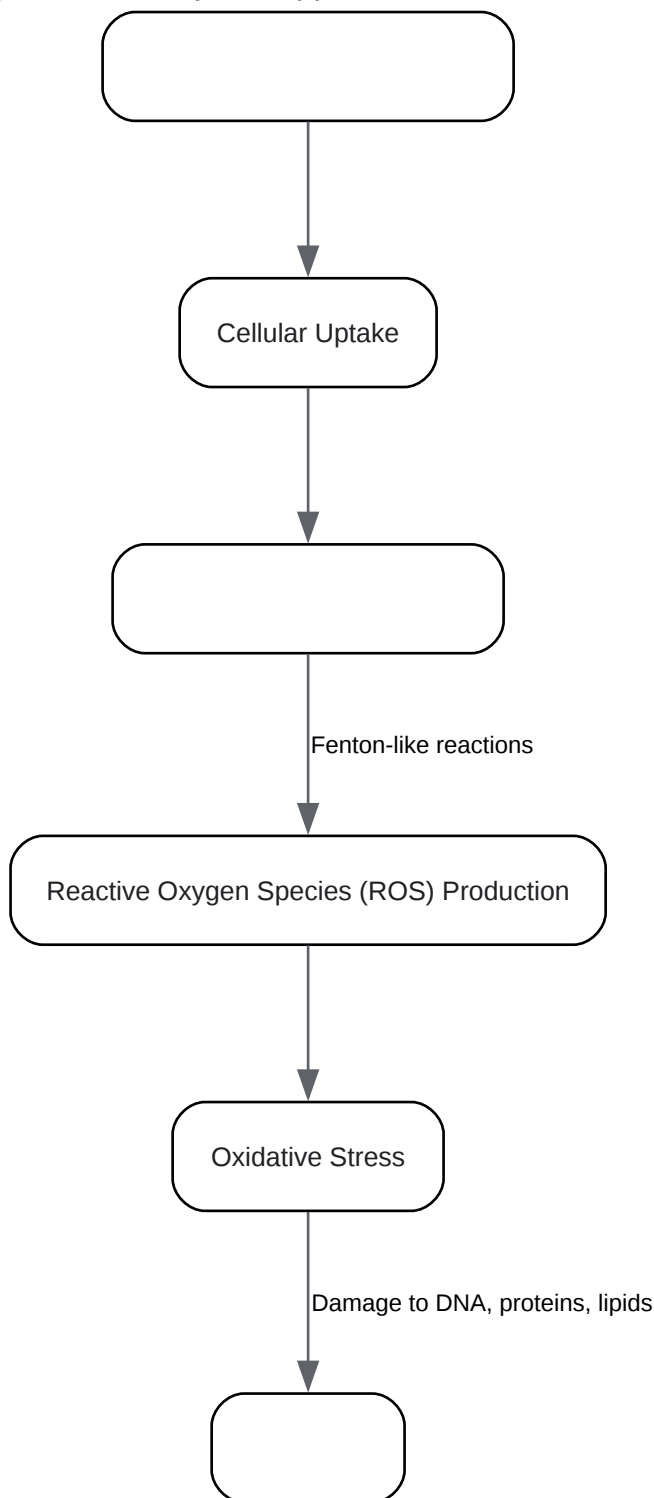 Cellular Uptake
Fenton-like reactions
Reactive Oxygen Species (ROS) Production
Oxidative Stress
Damage to DNA, proteins, lipids